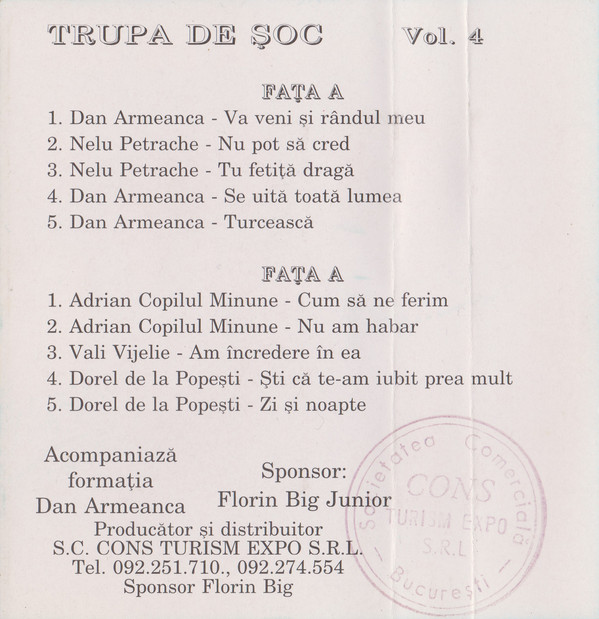 TRUPA DE ŞOC Vol. 4
FAŢA A
1. Dan Armeanca - Va veni şi rândul meu
2. Nelu Petrache - Nu pot să cred
3. Nelu Petrache - Tu fetiţă dragă
4. Dan Armeanca - Se uită toată lumea
5. Dan Armeanca - Turcească
FAŢA A
1. Adrian Copilul Minune - Cum să ne ferim
2. Adrian Copilul Minune - Nu am habar
3. Vali Vijelie - Am încredere în ea
4. Dorel de la Popeşti - Şti că te-am iubit prea mult
5. Dorel de la Popeşti - Zi şi noapte
Acompaniază
formaţia
Dan Armeanca
Sponsor:
Florin Big Junior
Producător şi distribuitor
S.C. CONS TURISM EXPO S.R.L.
Tel. 092.251.710., 092.274.554
Sponsor Florin Big
Societatea Comercială
CONS
TURISM EXPO
S.R.L.
- Bucureşti -